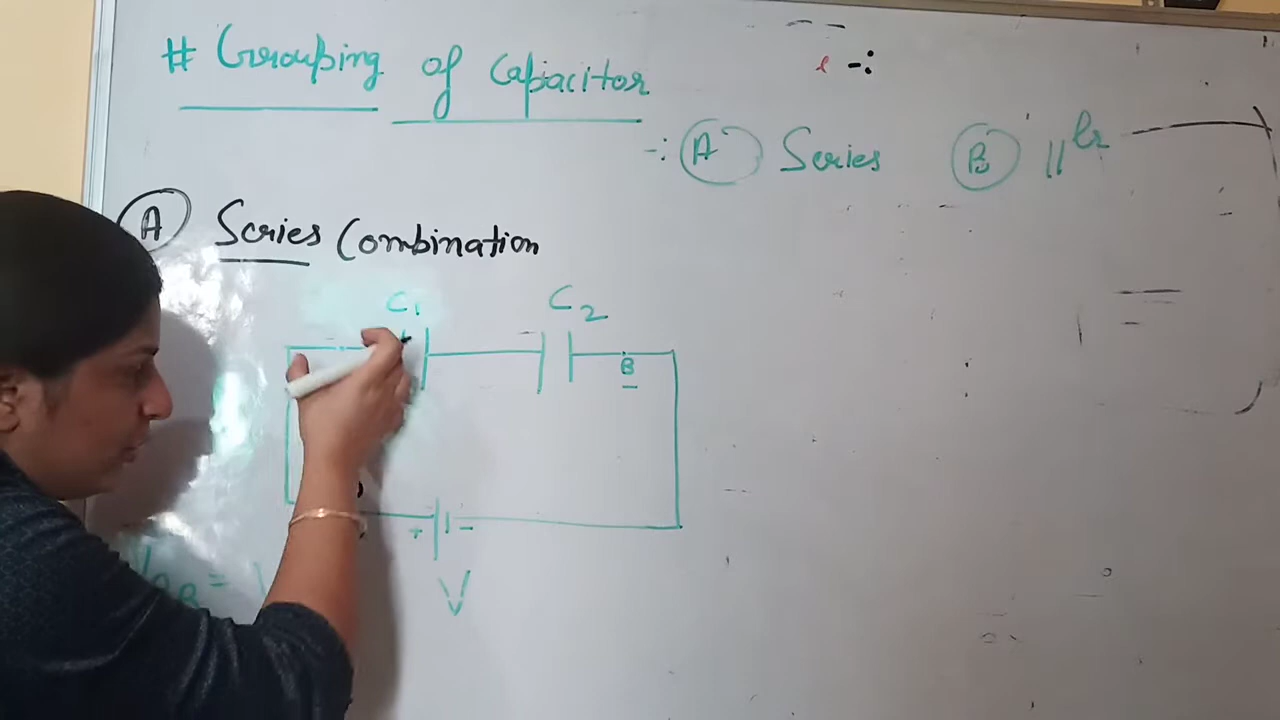 # Grouping of Capacitor
-: (A) Series (B) ||lr
(A) Series Combination
C1 C2
+
B
+ -
V